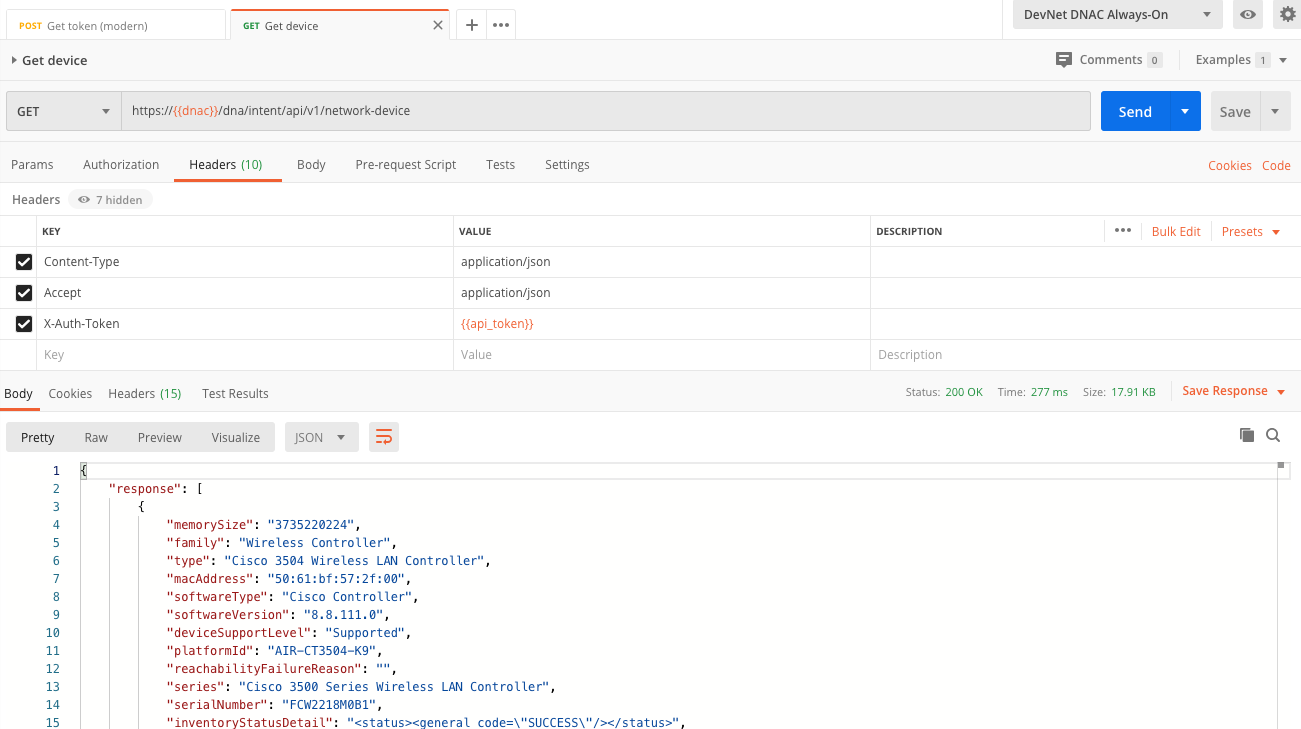 POST Get token (modern)
GET Get device
DevNet DNAC Always-On
Get device
Comments 0
Examples 1
GET
https://{{dnac}}/dna/intent/api/v1/network-device
Send
Save
Params Authorization Headers (10) Body Pre-request Script Tests Settings
Cookies Code
Headers 7 hidden
KEY VALUE DESCRIPTION ••• Bulk Edit Presets
Content-Type application/json
Accept application/json
X-Auth-Token {{api_token}}
Key Value Description
Body Cookies Headers (15) Test Results
Status: 200 OK Time: 277 ms Size: 17.91 KB Save Response
Pretty Raw Preview Visualize JSON
1 {
2 "response": [
3 {
4 "memorySize": "3735220224",
5 "family": "Wireless Controller",
6 "type": "Cisco 3504 Wireless LAN Controller",
7 "macAddress": "50:61:bf:57:2f:00",
8 "softwareType": "Cisco Controller",
9 "softwareVersion": "8.8.111.0",
10 "deviceSupportLevel": "Supported",
11 "platformId": "AIR-CT3504-K9",
12 "reachabilityFailureReason": "",
13 "series": "Cisco 3500 Series Wireless LAN Controller",
14 "serialNumber": "FCW2218M0B1",
15 "inventoryStatusDetail": "<status><general code=\"SUCCESS\"/></status>",